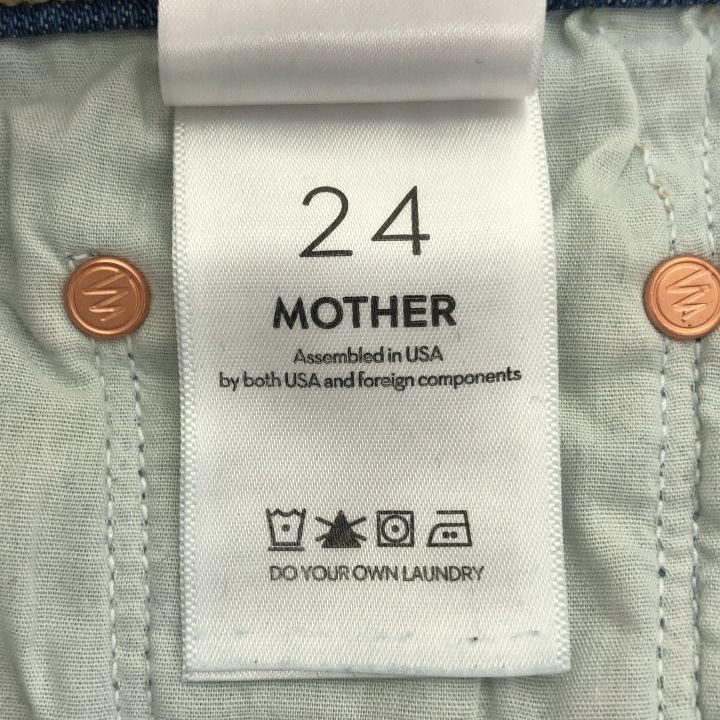 24
MOTHER
Assembled in USA
by both USA and foreign components
DO YOUR OWN LAUNDRY